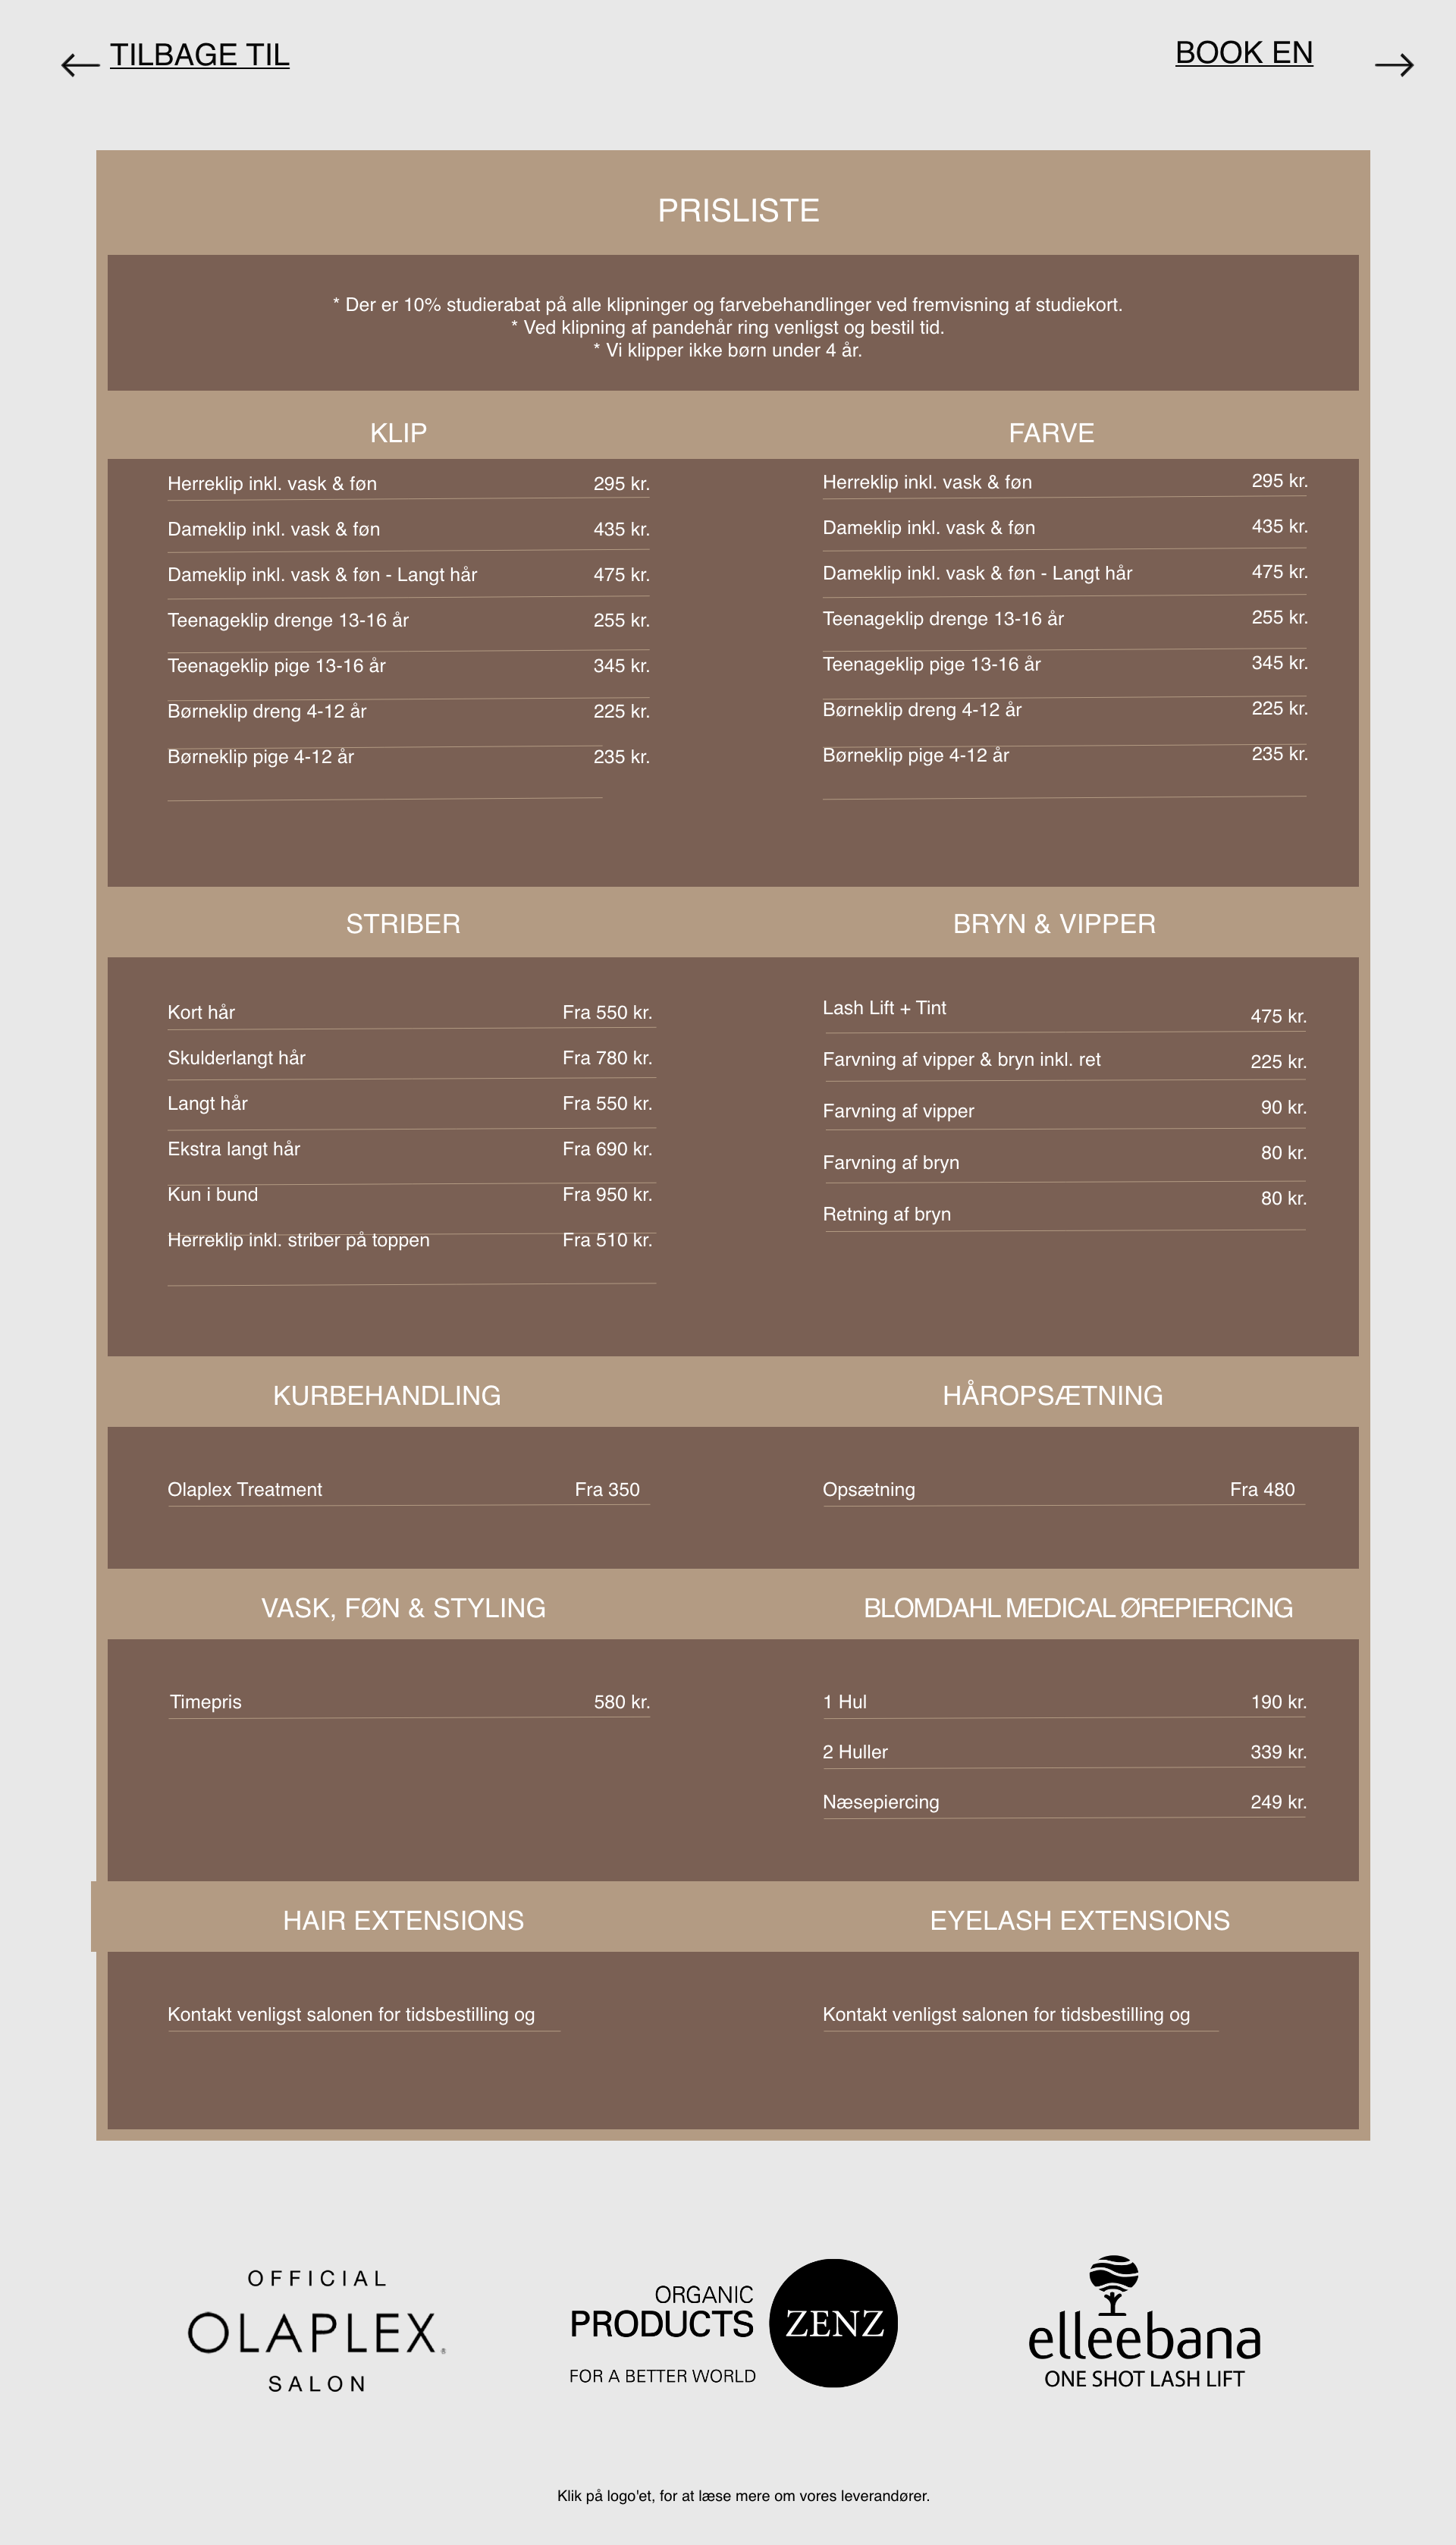 TILBAGE TIL
BOOK EN
PRISLISTE
* Der er 10% studierabat på alle klipninger og farvebehandlinger ved fremvisning af studiekort.
* Ved klipning af pandehår ring venligst og bestil tid.
* Vi klipper ikke børn under 4 år.
KLIP
Herreklip inkl. vask & føn 295 kr.
Dameklip inkl. vask & føn 435 kr.
Dameklip inkl. vask & føn - Langt hår 475 kr.
Teenageklip drenge 13-16 år 255 kr.
Teenageklip pige 13-16 år 345 kr.
Børneklip dreng 4-12 år 225 kr.
Børneklip pige 4-12 år 235 kr.
FARVE
Herreklip inkl. vask & føn 295 kr.
Dameklip inkl. vask & føn 435 kr.
Dameklip inkl. vask & føn - Langt hår 475 kr.
Teenageklip drenge 13-16 år 255 kr.
Teenageklip pige 13-16 år 345 kr.
Børneklip dreng 4-12 år 225 kr.
Børneklip pige 4-12 år 235 kr.
STRIBER
Kort hår Fra 550 kr.
Skulderlangt hår Fra 780 kr.
Langt hår Fra 550 kr.
Ekstra langt hår Fra 690 kr.
Kun i bund Fra 950 kr.
Herreklip inkl. striber på toppen Fra 510 kr.
BRYN & VIPPER
Lash Lift + Tint 475 kr.
Farvning af vipper & bryn inkl. ret 225 kr.
Farvning af vipper 90 kr.
Farvning af bryn 80 kr.
Retning af bryn 80 kr.
KURBEHANDLING
Olaplex Treatment Fra 350
HÅROPSÆTNING
Opsætning Fra 480
VASK, FØN & STYLING
Timepris 580 kr.
BLOMDAHL MEDICAL ØREPIERCING
1 Hul 190 kr.
2 Huller 339 kr.
Næsepiercing 249 kr.
HAIR EXTENSIONS
Kontakt venligst salonen for tidsbestilling og
EYELASH EXTENSIONS
Kontakt venligst salonen for tidsbestilling og
OFFICIAL
OLAPLEX®
SALON
ORGANIC
PRODUCTS
FOR A BETTER WORLD
ZENZ
elleebana
ONE SHOT LASH LIFT
Klik på logo'et, for at læse mere om vores leverandører.